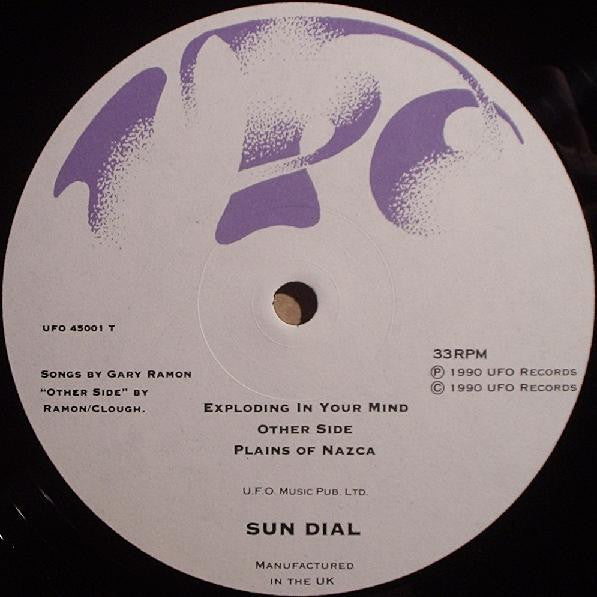 UFO
UFO 45001 T
33RPM
SONGS BY GARY RAMON
"OTHER SIDE" BY
RAMON/CLOUGH.
Ⓟ 1990 UFO RECORDS
© 1990 UFO RECORDS
EXPLODING IN YOUR MIND
OTHER SIDE
PLAINS OF NAZCA
U.F.O. MUSIC PUB. LTD.
SUN DIAL
MANUFACTURED
IN THE UK